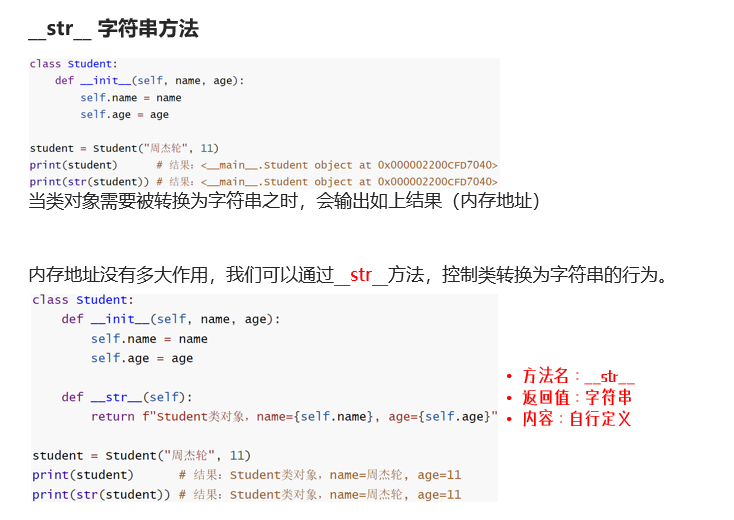 __str__ 字符串方法
class Student:
    def __init__(self, name, age):
        self.name = name
        self.age = age

student = Student("周杰轮", 11)
print(student)      # 结果：<__main__.Student object at 0x000002200CFD7040>
print(str(student)) # 结果：<__main__.Student object at 0x000002200CFD7040>
当类对象需要被转换为字符串之时，会输出如上结果（内存地址）
内存地址没有多大作用，我们可以通过__str__方法，控制类转换为字符串的行为。
class Student:
    def __init__(self, name, age):
        self.name = name
        self.age = age

    def __str__(self):
        return f"Student类对象，name={self.name}, age={self.age}"

student = Student("周杰轮", 11)
print(student)      # 结果：Student类对象，name=周杰轮, age=11
print(str(student)) # 结果：Student类对象，name=周杰轮, age=11
• 方法名：__str__
• 返回值：字符串
• 内容：自行定义